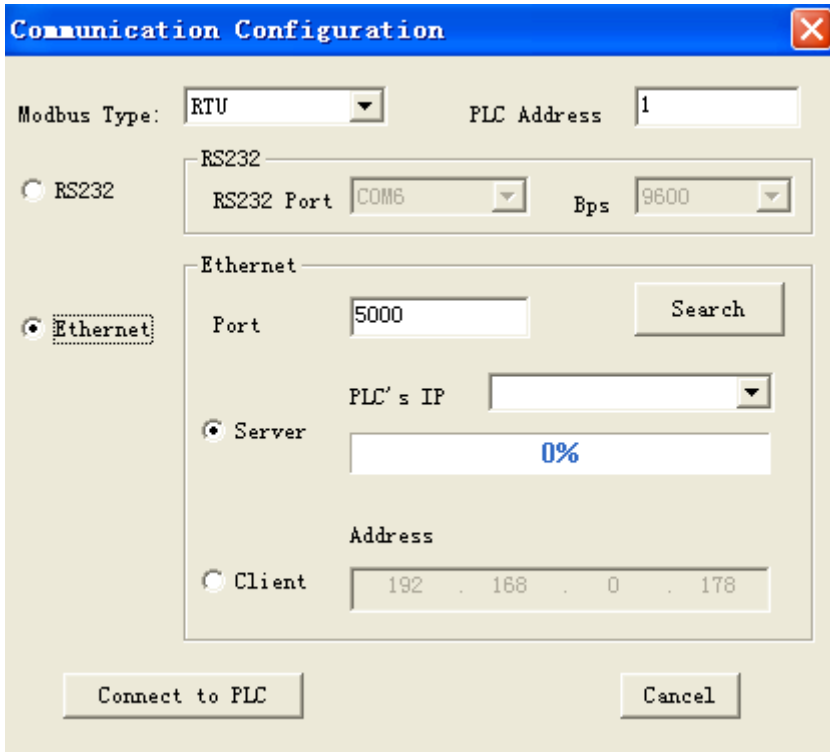 Communication Configuration
Modbus Type: RTU PLC Address 1
RS232
RS232 RS232 Port COM6 Bps 9600
Ethernet
Ethernet Port 5000 Search
PLC's IP
Server
0%
Address
Client 192 . 168 . 0 . 178
Connect to PLC Cancel